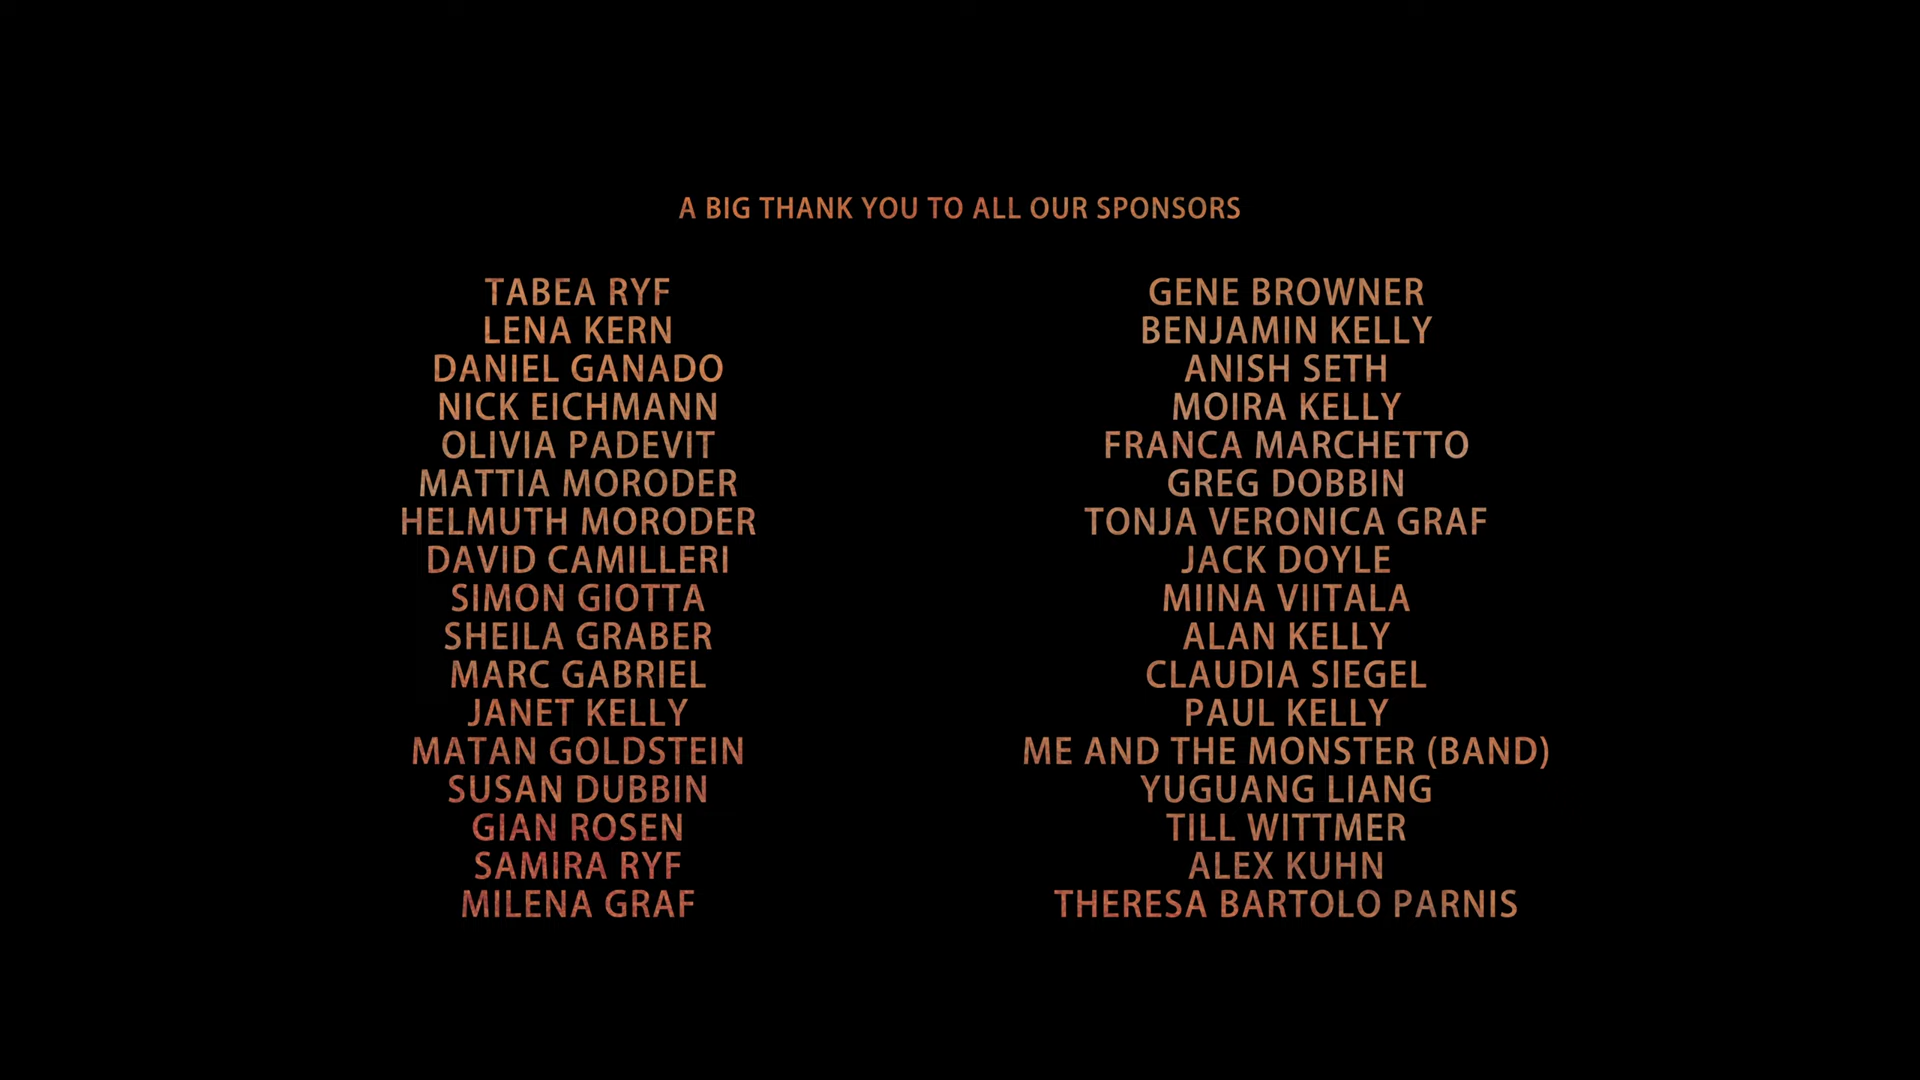 A BIG THANK YOU TO ALL OUR SPONSORS
TABEA RYF
LENA KERN
DANIEL GANADO
NICK EICHMANN
OLIVIA PADEVIT
MATTIA MORODER
HELMUTH MORODER
DAVID CAMILLERI
SIMON GIOTTA
SHEILA GRABER
MARC GABRIEL
JANET KELLY
MATAN GOLDSTEIN
SUSAN DUBBIN
GIAN ROSEN
SAMIRA RYF
MILENA GRAF
GENE BROWNER
BENJAMIN KELLY
ANISH SETH
MOIRA KELLY
FRANCA MARCHETTO
GREG DOBBIN
TONJA VERONICA GRAF
JACK DOYLE
MIINA VIITALA
ALAN KELLY
CLAUDIA SIEGEL
PAUL KELLY
ME AND THE MONSTER (BAND)
YUGUANG LIANG
TILL WITTMER
ALEX KUHN
THERESA BARTOLO PARNIS